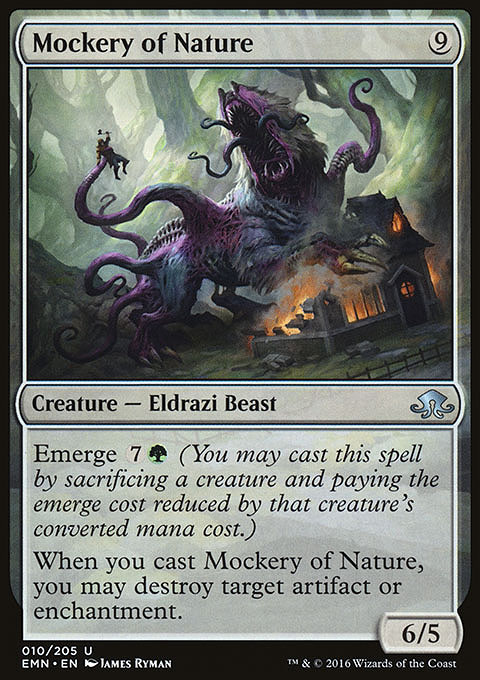 Mockery of Nature 9
Creature — Eldrazi Beast
Emerge 7 (You may cast this spell
by sacrificing a creature and paying the
emerge cost reduced by that creature's
converted mana cost.)
When you cast Mockery of Nature,
you may destroy target artifact or
enchantment.
6/5
010/205 U
EMN • EN JAMES RYMAN
™ & © 2016 Wizards of the Coast